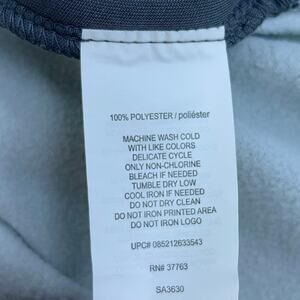 100% POLYESTER / poliéster
MACHINE WASH COLD
WITH LIKE COLORS
DELICATE CYCLE
ONLY NON-CHLORINE
BLEACH IF NEEDED
TUMBLE DRY LOW
COOL IRON IF NEEDED
DO NOT DRY CLEAN
DO NOT IRON PRINTED AREA
DO NOT IRON LOGO
UPC# 085212633543
RN# 37763
SA3630